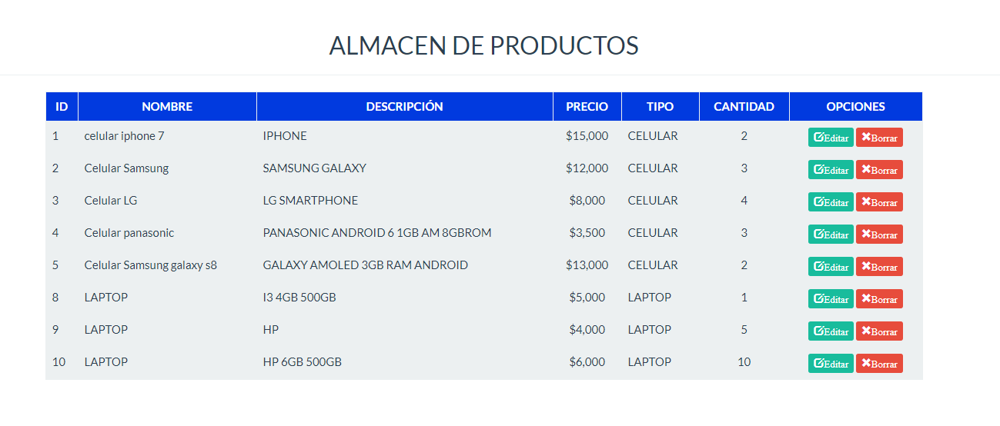 ALMACEN DE PRODUCTOS
ID NOMBRE DESCRIPCIÓN PRECIO TIPO CANTIDAD OPCIONES
1 celular iphone 7 IPHONE $15,000 CELULAR 2 Editar Borrar
2 Celular Samsung SAMSUNG GALAXY $12,000 CELULAR 3 Editar Borrar
3 Celular LG LG SMARTPHONE $8,000 CELULAR 4 Editar Borrar
4 Celular panasonic PANASONIC ANDROID 6 1GB AM 8GBROM $3,500 CELULAR 3 Editar Borrar
5 Celular Samsung galaxy s8 GALAXY AMOLED 3GB RAM ANDROID $13,000 CELULAR 2 Editar Borrar
8 LAPTOP I3 4GB 500GB $5,000 LAPTOP 1 Editar Borrar
9 LAPTOP HP $4,000 LAPTOP 5 Editar Borrar
10 LAPTOP HP 6GB 500GB $6,000 LAPTOP 10 Editar Borrar